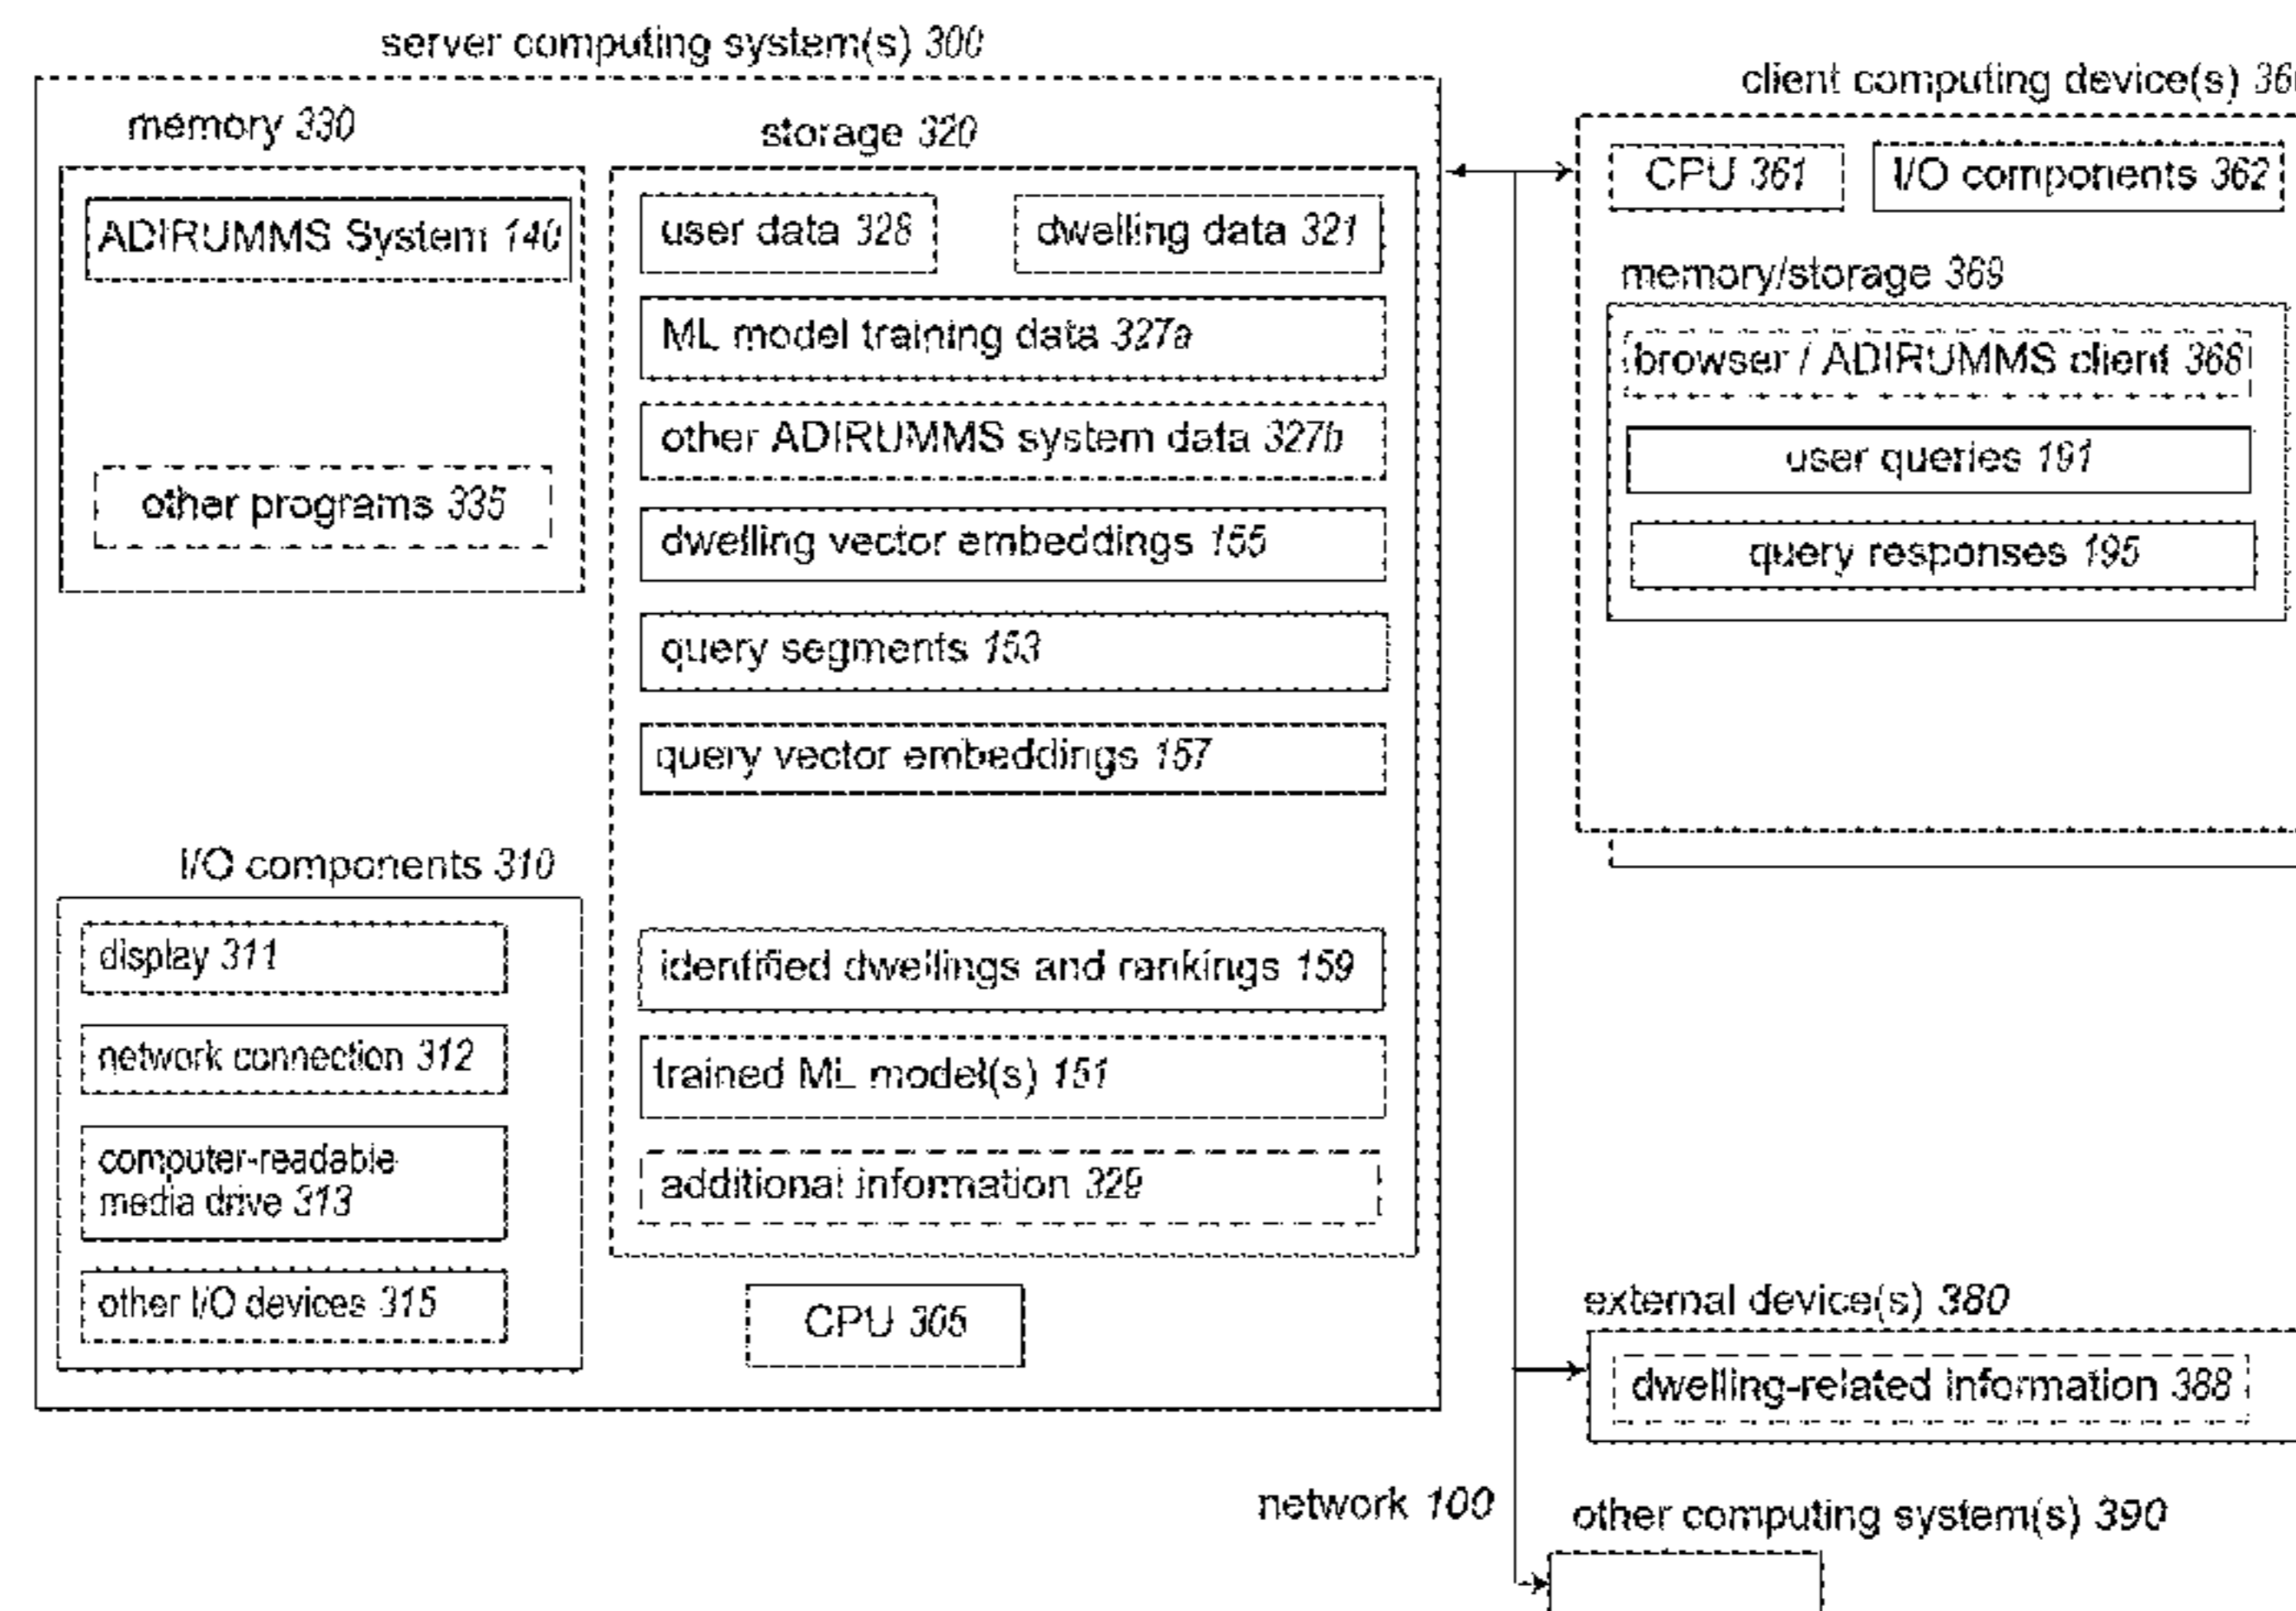 server computing system(s) 300
memory 330
ADIRUMMS System 140
other programs 335
I/O components 310
display 311
network connection 312
computer-readable
media drive 313
other I/O devices 315
storage 320
user data 328
dwelling data 321
ML model training data 327a
other ADIRUMMS system data 327b
dwelling vector embeddings 155
query segments 153
query vector embeddings 157
identified dwellings and rankings 159
trained ML model(s) 151
additional information 329
CPU 305
client computing device(s) 36
CPU 361
I/O components 362
memory/storage 369
browser / ADIRUMMS client 368
user queries 191
query responses 195
external device(s) 380
dwelling-related information 388
network 100
other computing system(s) 390